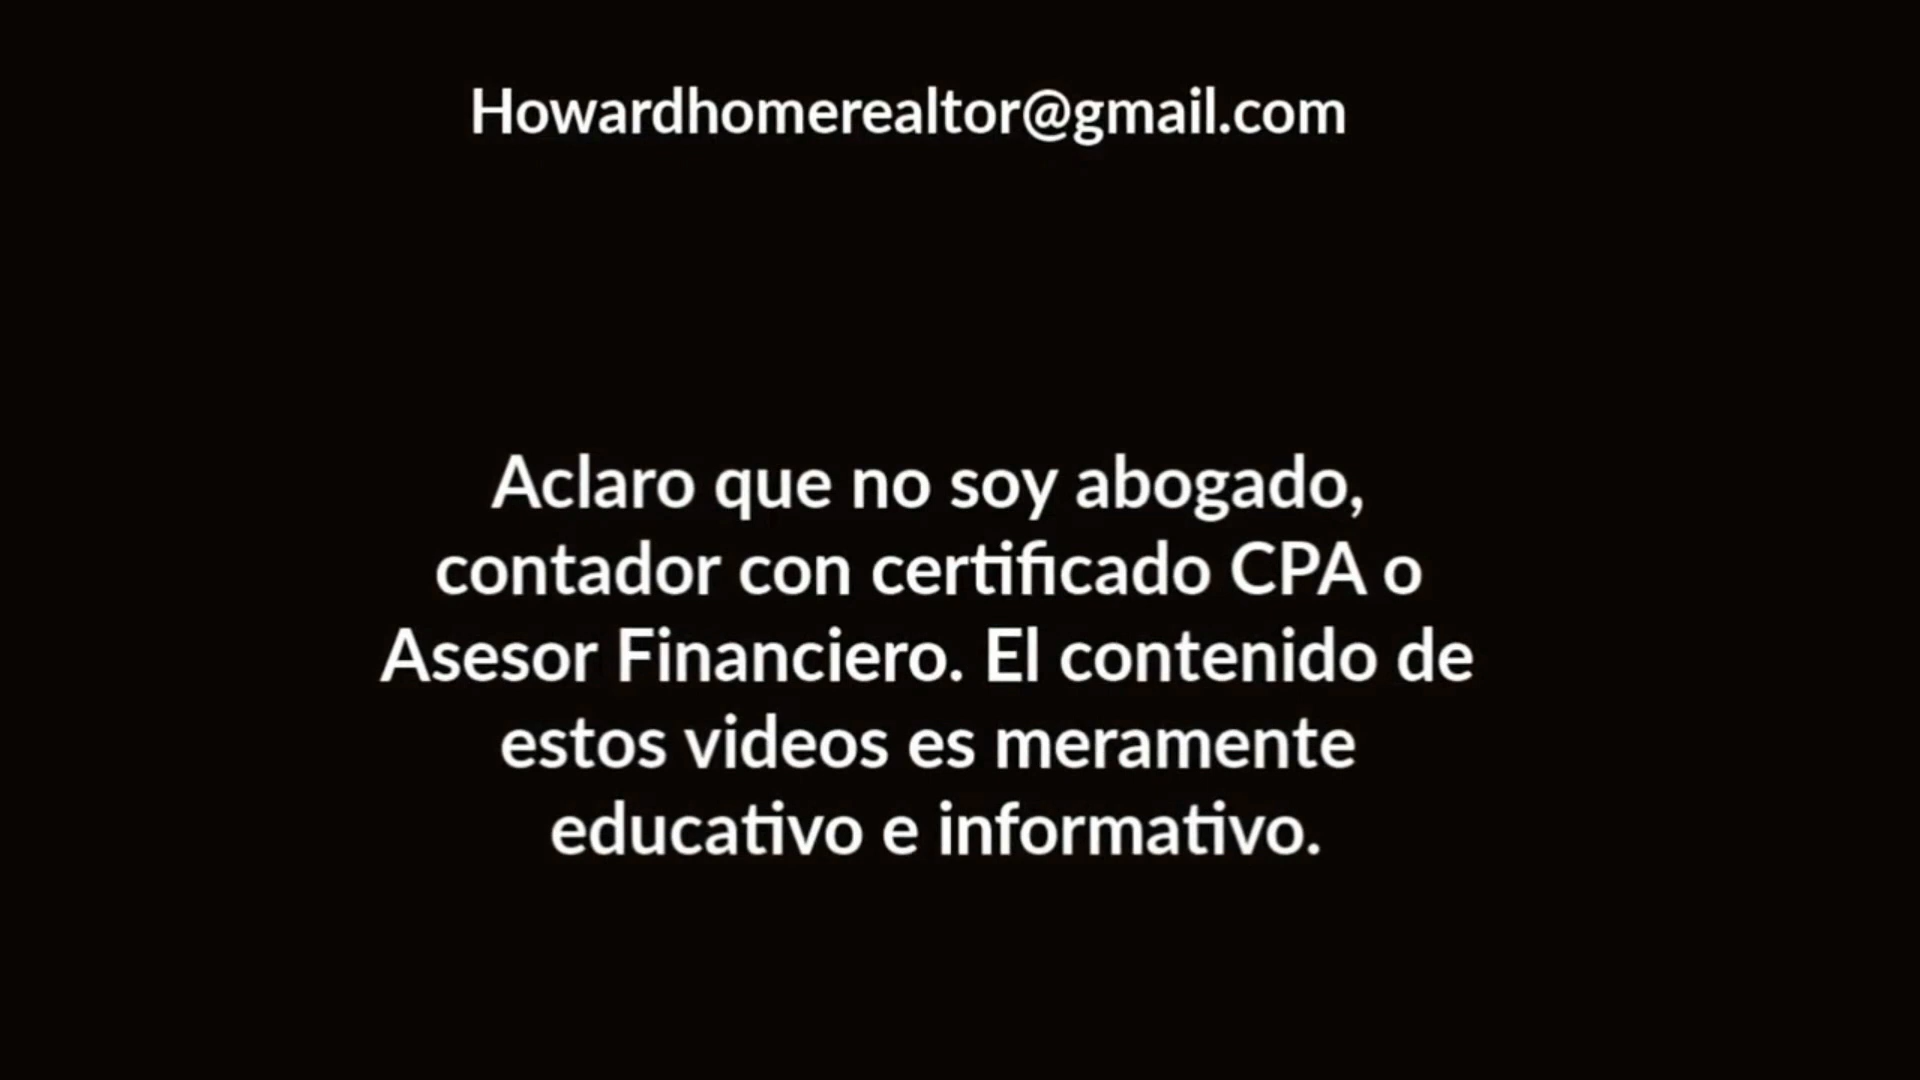 Howardhomerealtor@gmail.com
Aclaro que no soy abogado,
contador con certificado CPA o
Asesor Financiero. El contenido de
estos videos es meramente
educativo e informativo.